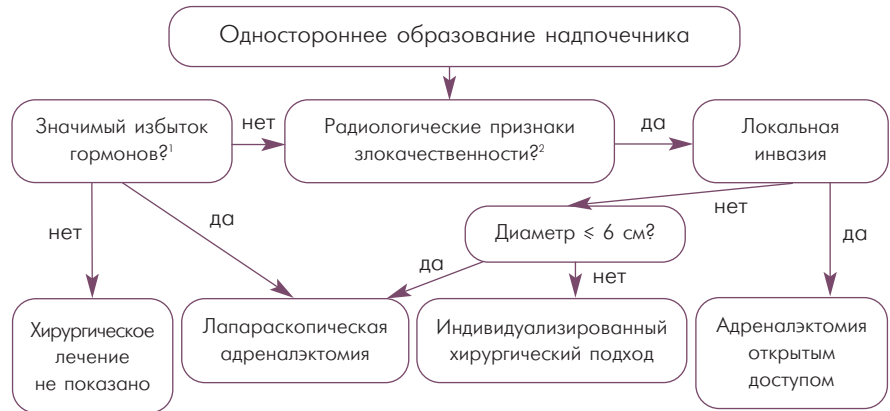 Одностороннее образование надпочечника
Значимый избыток
гормонов?¹
нет
Радиологические признаки
злокачественности?²
да
Локальная
инвазия
нет
да
Диаметр ≤ 6 см?
нет
да
да
нет
Хирургическое
лечение
не показано
Лапараскопическая
адреналэктомия
Индивидуализированный
хирургический подход
Адреналэктомия
открытым
доступом